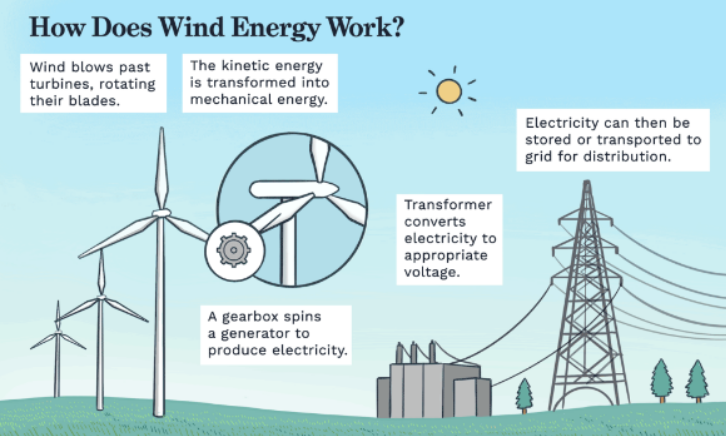 How Does Wind Energy Work?
Wind blows past
turbines, rotating
their blades.
The kinetic energy
is transformed into
mechanical energy.
Electricity can then be
stored or transported to
grid for distribution.
Transformer
converts
electricity to
appropriate
voltage.
A gearbox spins
a generator to
produce electricity.